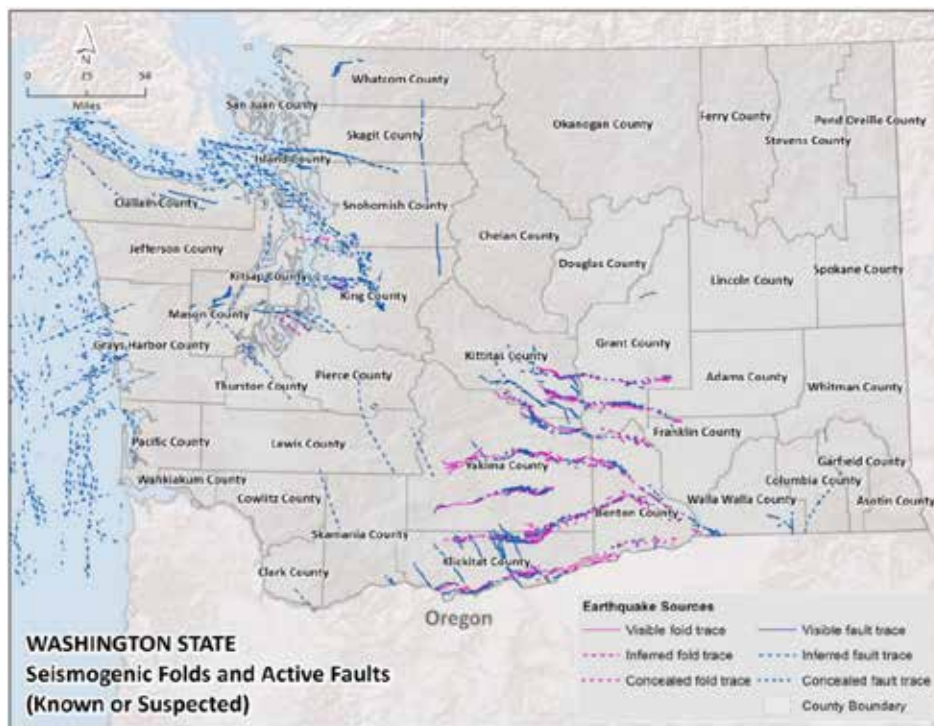 N
0 25 50
Miles
Whatcom County
San Juan County
Skagit County
Okanogan County
Ferry County
Pend Oreille County
Stevens County
Island County
Clallam County
Snohomish County
Chelan County
Jefferson County
Douglas County
Lincoln County
Spokane County
Kitsap County
King County
Mason County
Grays Harbor County
Grant County
Kittitas County
Thurston County
Pierce County
Adams County
Whitman County
Pacific County
Lewis County
Franklin County
Yakima County
Garfield County
Wahkiakum County
Columbia County
Cowlitz County
Walla Walla County
Asotin County
Benton County
Skamania County
Klickitat County
Clark County
Oregon
WASHINGTON STATE
Seismogenic Folds and Active Faults
(Known or Suspected)
Earthquake Sources
Visible fold trace
Inferred fold trace
Concealed fold trace
Visible fault trace
Inferred fault trace
Concealed fault trace
County Boundary